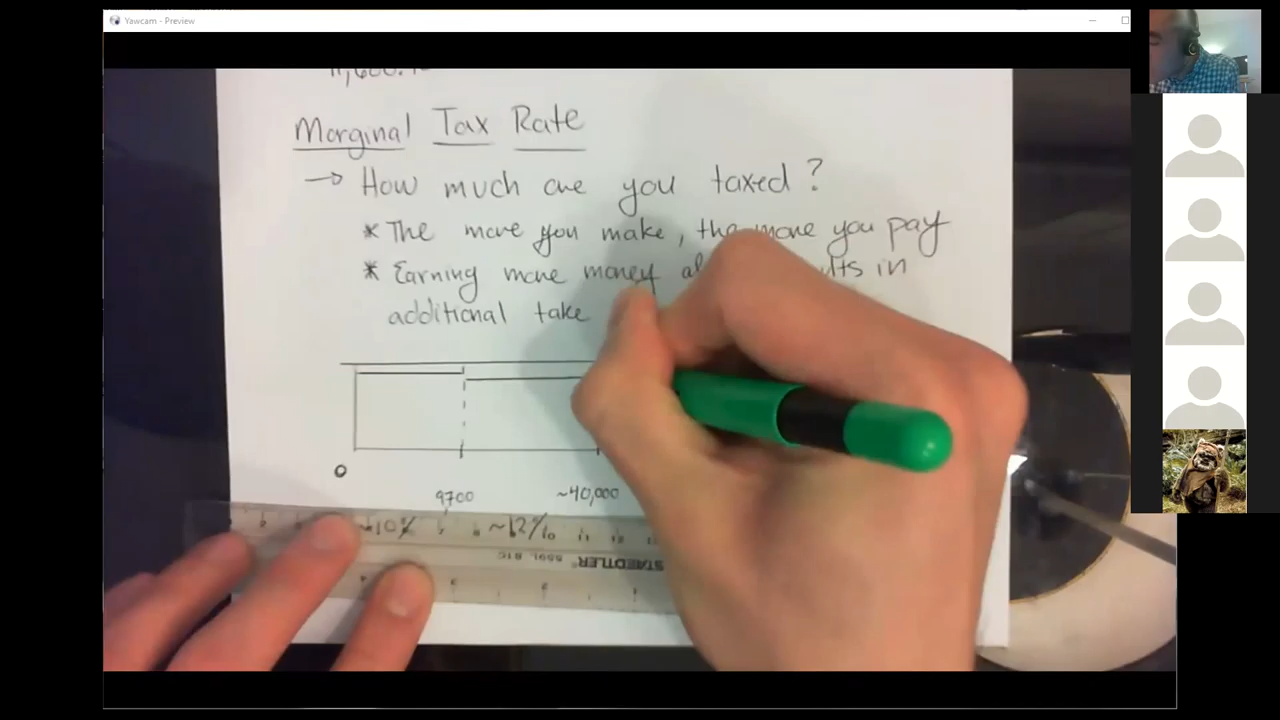 Yawcam - Preview
Marginal Tax Rate
→ How much are you taxed?
* The more you make, the more you pay
* Earning more money in
additional take
0 9700 ~40,000
~10% ~12%
STAEDTLER